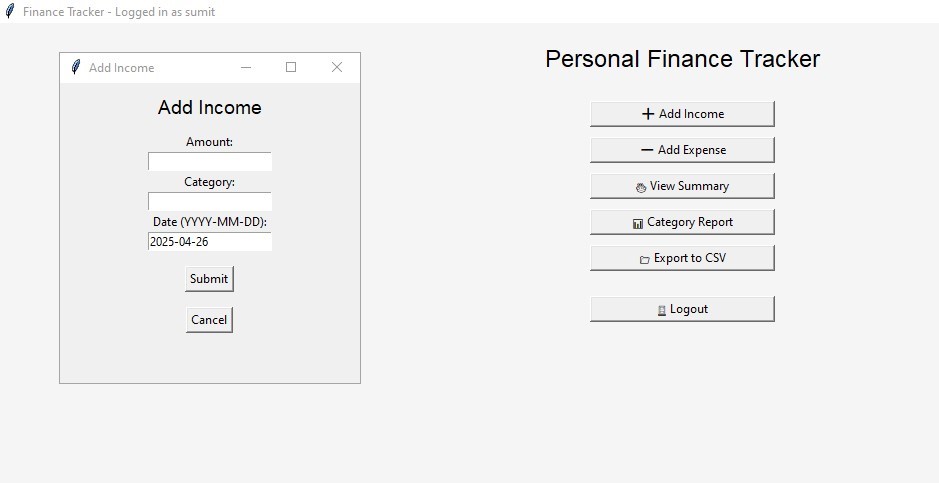 Finance Tracker - Logged in as sumit
Add Income
Add Income
Amount:
Category:
Date (YYYY-MM-DD):
2025-04-26
Submit
Cancel
Personal Finance Tracker
➕ Add Income
➖ Add Expense
View Summary
📊 Category Report
📁 Export to CSV
Logout